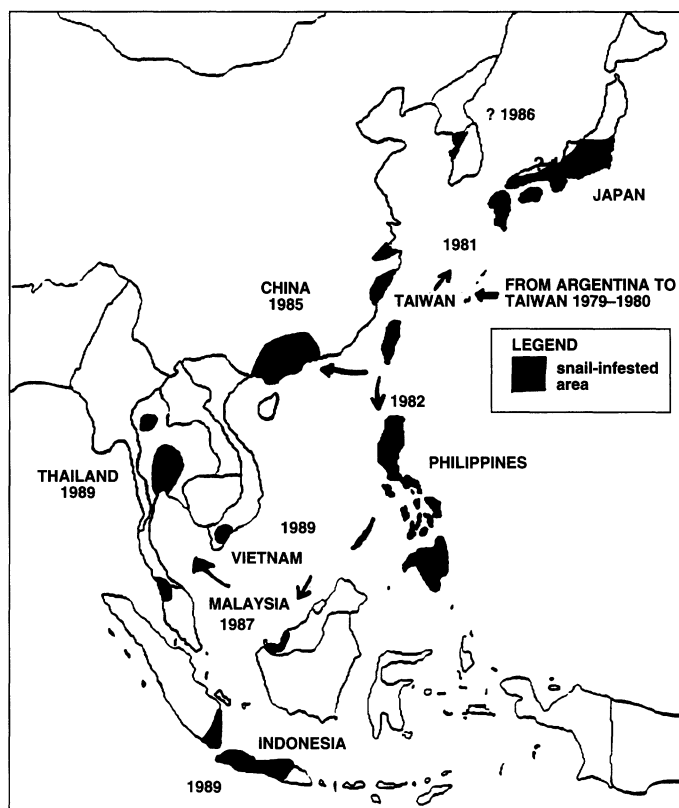 ? 1986
JAPAN
1981
CHINA
1985
TAIWAN
FROM ARGENTINA TO
TAIWAN 1979–1980
LEGEND
snail-infested
area
1982
PHILIPPINES
THAILAND
1989
1989
VIETNAM
MALAYSIA
1987
INDONESIA
1989